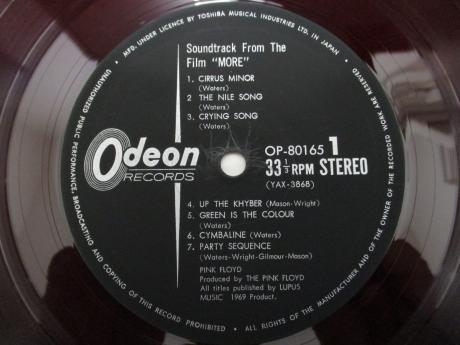 MFD. UNDER LICENCE BY TOSHIBA MUSICAL INDUSTRIES LTD. IN JAPAN •
ALL RIGHTS OF THE MANUFACTURER AND OF THE OWNER OF THE RECORDED WORK ARE RESERVED •
UNAUTHORIZED PUBLIC PERFORMANCE, BROADCASTING AND COPYING OF THIS RECORD PROHIBITED •
Soundtrack From The
Film "MORE"
1. CIRRUS MINOR
(Waters)
2 THE NILE SONG
(Waters)
3. CRYING SONG
(Waters)
Odeon
RECORDS
OP-80165 1
33 1/3 RPM STEREO
(YAX-3868)
4. UP THE KHYBER (Mason-Wright)
5. GREEN IS THE COLOUR
(Waters)
6. CYMBALINE (Waters)
7. PARTY SEQUENCE
(Waters-Wright-Gilmour-Mason)
PINK FLOYD
Produced by THE PINK FLOYD
All titles published by LUPUS
MUSIC 1969 Product.